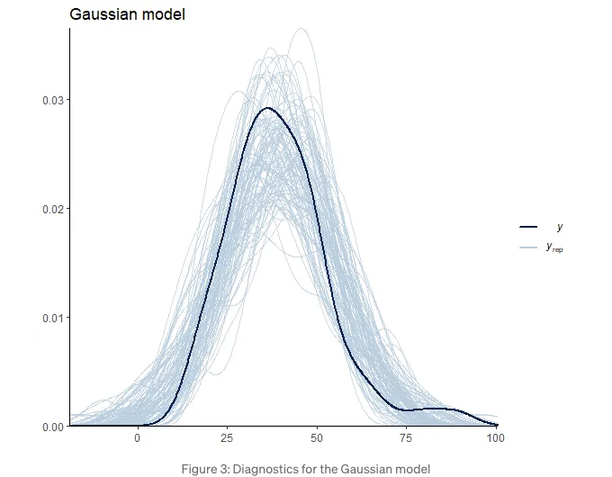 Gaussian model
0.03
0.02
0.01
0.00
0 25 50 75 100
y
y rep
Figure 3: Diagnostics for the Gaussian model